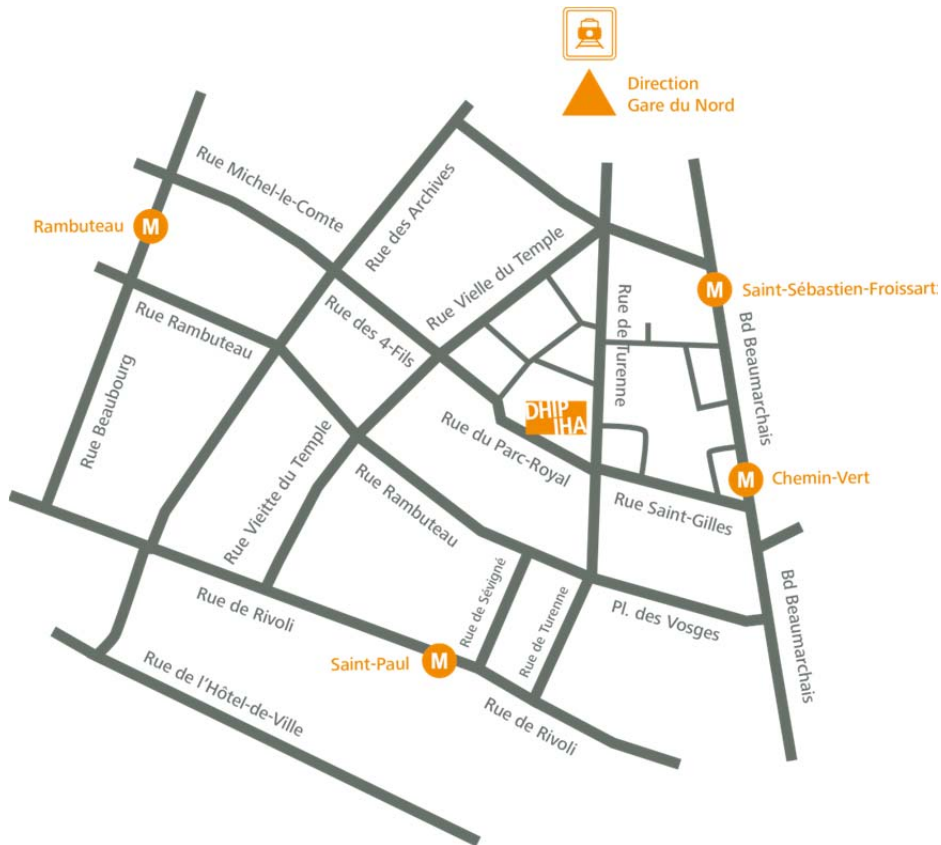 Direction
Gare du Nord
Rue Michel-le-Comte
Rue des Archives
Rambuteau
M
Rue Vielle du Temple
Saint-Sébastien-Froissart
M
Rue Rambuteau
Rue des 4-Fils
Rue de Turenne
Bd Beaumarchais
Rue Beaubourg
DHIP
IHA
Rue du Parc-Royal
Rue Vieitte du Temple
Rue Rambuteau
Chemin-Vert
M
Rue Saint-Gilles
Rue de Rivoli
Rue de Sévigné
Rue de Turenne
Pl. des Vosges
Bd Beaumarchais
Saint-Paul
M
Rue de l'Hôtel-de-Ville
Rue de Rivoli